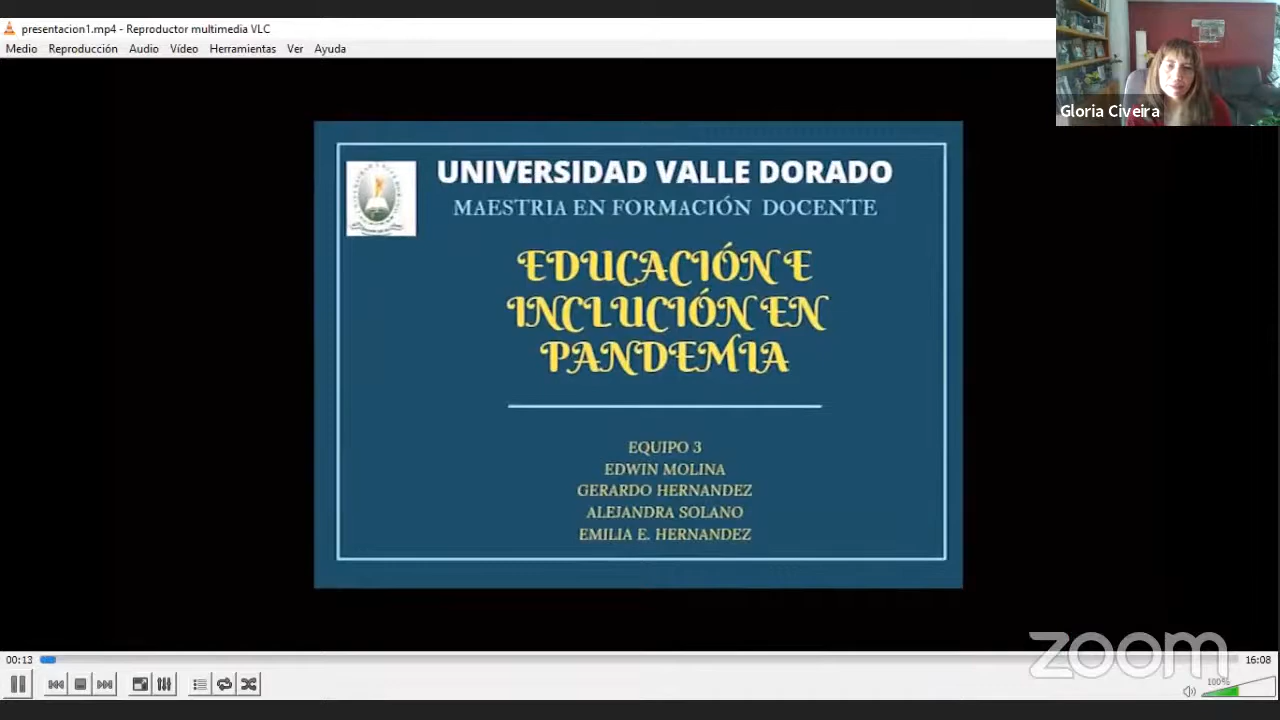 presentacion1.mp4 - Reproductor multimedia VLC
Medio Reproducción Audio Vídeo Herramientas Ver Ayuda
Gloria Civeira
UNIVERSIDAD VALLE DORADO
MAESTRIA EN FORMACIÓN DOCENTE
EDUCACIÓN E
INCLUCIÓN EN
PANDEMIA
EQUIPO 3
EDWIN MOLINA
GERARDO HERNANDEZ
ALEJANDRA SOLANO
EMILIA E. HERNANDEZ
zoom
00:13
16:08
100%